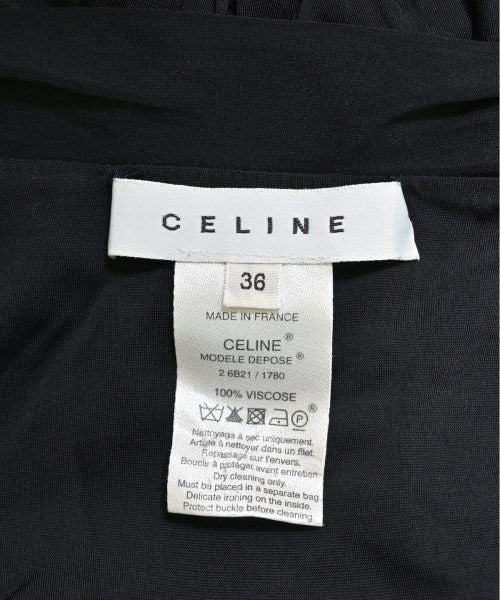 CELINE
36
MADE IN FRANCE
CELINE®
MODELE DEPOSE®
2 6B21 / 1780
100% VISCOSE
P ®
Nettoyage à sec uniquement.
Article à nettoyer dans un filet.
Repassage sur l'envers.
Boucle à protéger avant entretien
Dry cleaning only.
Must be placed in a separate bag
Delicate ironing on the inside.
Protect buckle before cleaning.